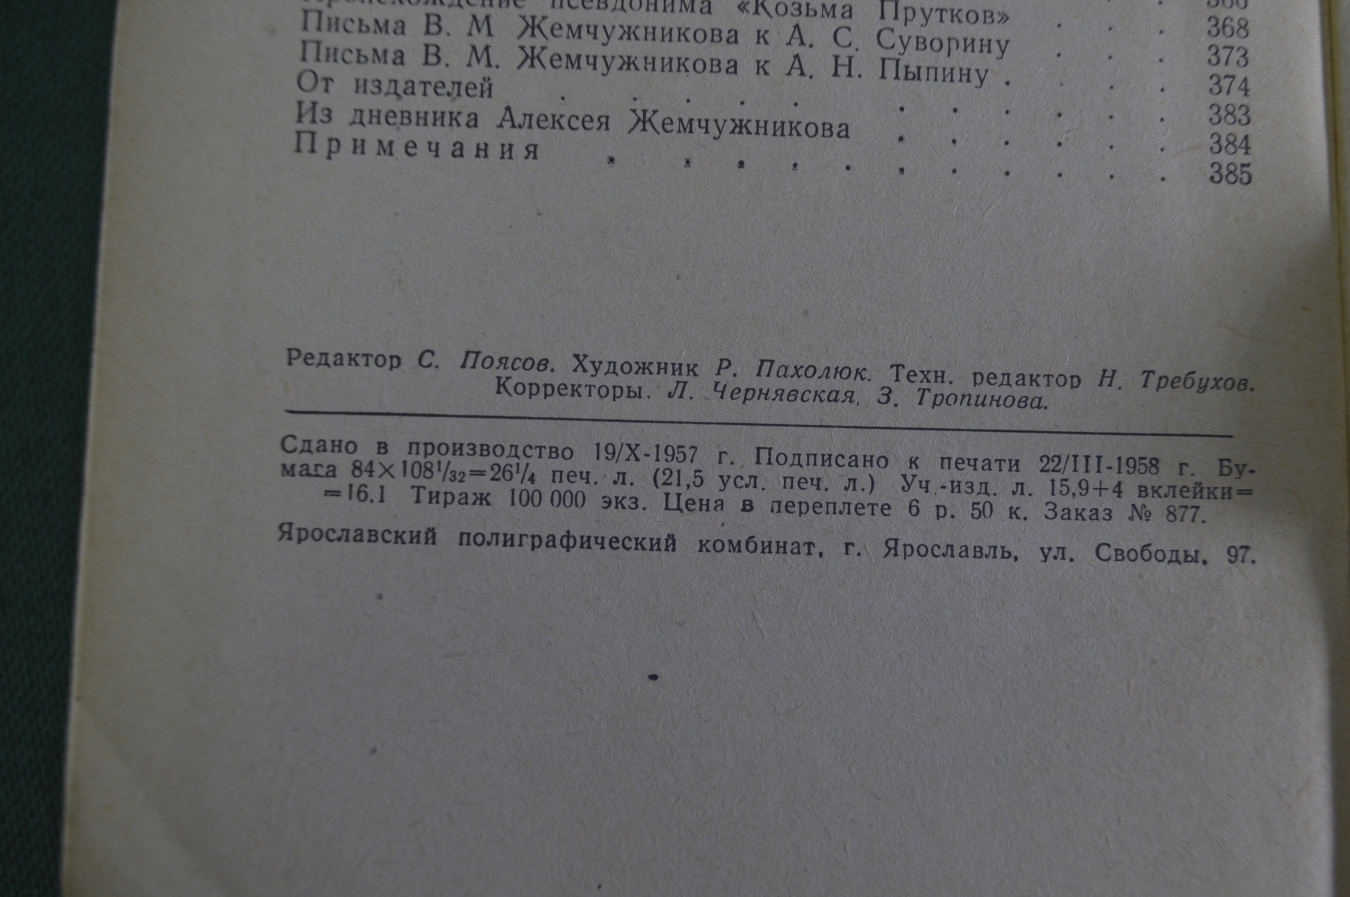 Происхождение псевдонима «Козьма Прутков» . . . 366
Письма В. М Жемчужникова к А. С. Суворину . . . 368
Письма В. М. Жемчужникова к А. Н. Пыпину . . . . 373
От издателей . . . . . . . . . . . 374
Из дневника Алексея Жемчужникова . . . . . . 383
Примечания . . . . . . . . . . . 384
385
Редактор С. Поясов. Художник Р. Пахолюк. Техн. редактор Н. Требухов.
Корректоры. Л. Чернявская, З. Тропинова.
Сдано в производство 19/X-1957 г. Подписано к печати 22/III-1958 г. Бу-
мага 84×108¹/₃₂=26¹/₄ печ. л. (21,5 усл. печ. л.) Уч.-изд. л. 15,9+4 вклейки=
=16.1 Тираж 100 000 экз. Цена в переплете 6 р. 50 к. Заказ № 877.
Ярославский полиграфический комбинат, г. Ярославль, ул. Свободы, 97.